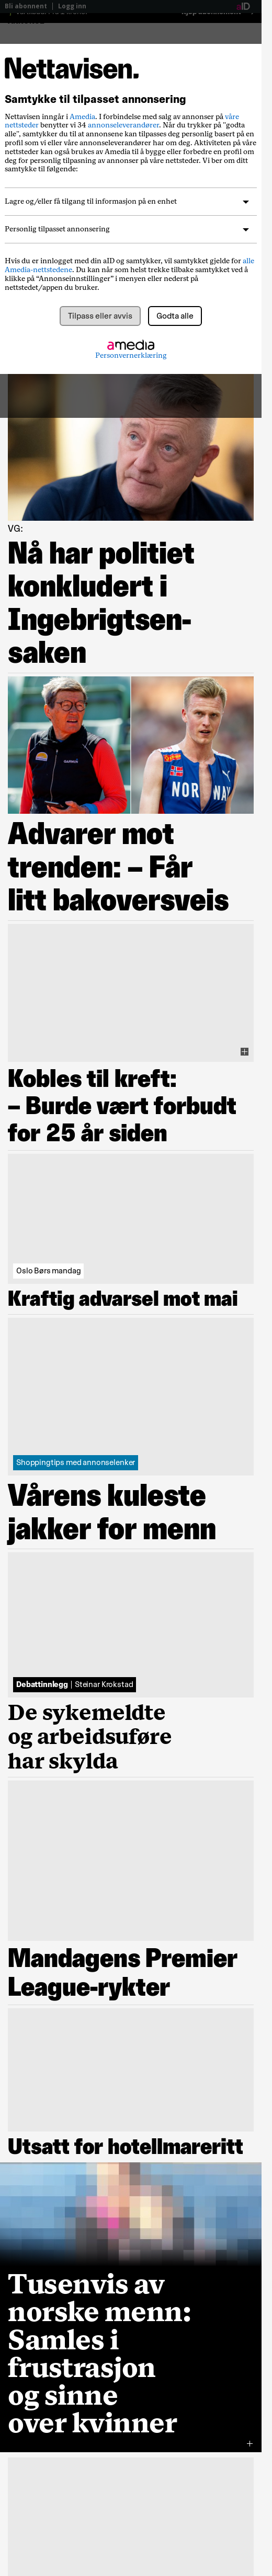 Bli abonnent | Logg inn
aID
Nettavisen.
Samtykke til tilpasset annonsering
Nettavisen inngår i Amedia. I forbindelse med salg av annonser på våre
nettsteder benytter vi 34 annonseleverandører. Når du trykker på "godta
alle", samtykker du til at annonser kan tilpasses deg personlig basert på en
profil som vi eller våre annonseleverandører har om deg. Aktiviteten på våre
nettsteder kan også brukes av Amedia til å bygge eller forbedre en profil om
deg for personlig tilpasning av annonser på våre nettsteder. Vi ber om ditt
samtykke til følgende:
Lagre og/eller få tilgang til informasjon på en enhet
Personlig tilpasset annonsering
Hvis du er innlogget med din aID og samtykker, vil samtykket gjelde for alle
Amedia-nettstedene. Du kan når som helst trekke tilbake samtykket ved å
klikke på “Annonseinnstillinger” i menyen eller nederst på
nettstedet/appen du bruker.
Tilpass eller avvis
Godta alle
amedia
Personvernerklæring
VG:
Nå har politiet
konkludert i
Ingebrigtsen-
saken
Advarer mot
trenden: – Får
litt bakoversveis
Kobles til kreft:
– Burde vært forbudt
for 25 år siden
Oslo Børs mandag
Kraftig advarsel mot mai
Shoppingtips med annonselenker
Vårens kuleste
jakker for menn
Debattinnlegg | Steinar Krokstad
De sykemeldte
og arbeidsuføre
har skylda
Mandagens Premier
League-rykter
Utsatt for hotellmareritt
Tusenvis av
norske menn:
Samles i
frustrasjon
og sinne
over kvinner